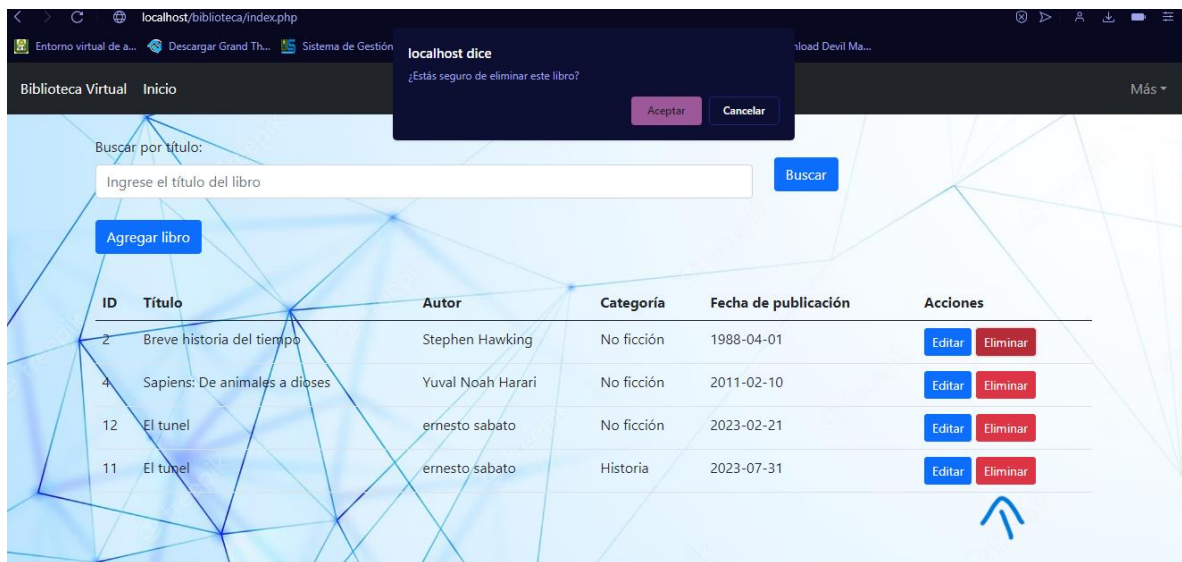 localhost/biblioteca/index.php
Entorno virtual de a... Descargar Grand Th... Sistema de Gestión nload Devil Ma...
localhost dice
¿Estás seguro de eliminar este libro?
Aceptar Cancelar
Biblioteca Virtual Inicio Más
Buscar por título:
Ingrese el título del libro Buscar
Agregar libro
ID Título Autor Categoría Fecha de publicación Acciones
2 Breve historia del tiempo Stephen Hawking No ficción 1988-04-01 Editar Eliminar
4 Sapiens: De animales a dioses Yuval Noah Harari No ficción 2011-02-10 Editar Eliminar
12 El tunel ernesto sabato No ficción 2023-02-21 Editar Eliminar
11 El tunel ernesto sabato Historia 2023-07-31 Editar Eliminar